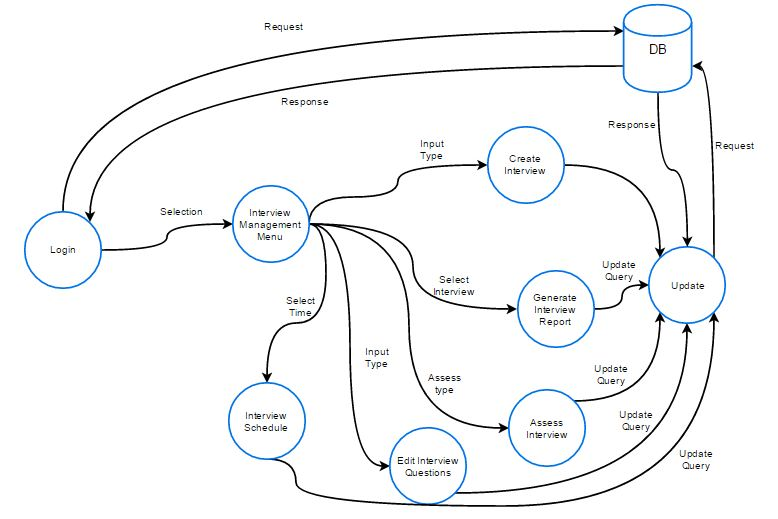 Request
DB
Response
Response
Request
Input
Type
Create
Interview
Selection
Interview
Management
Menu
Login
Update
Query
Select
Interview
Update
Select
Time
Generate
Interview
Report
Input
Type
Assess
type
Update
Query
Interview
Schedule
Assess
Interview
Update
Query
Edit Interview
Questions
Update
Query